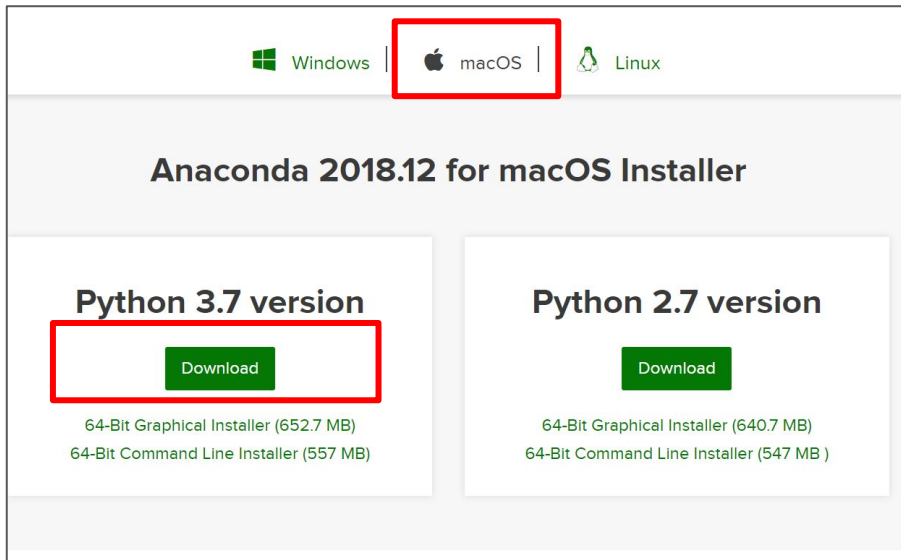 Windows | macOS | Linux
Anaconda 2018.12 for macOS Installer
Python 3.7 version
Download
64-Bit Graphical Installer (652.7 MB)
64-Bit Command Line Installer (557 MB)
Python 2.7 version
Download
64-Bit Graphical Installer (640.7 MB)
64-Bit Command Line Installer (547 MB )